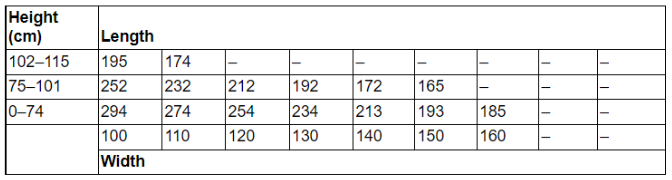 Height
(cm) Length
102–115 195 174 – – – – – – –
75–101 252 232 212 192 172 165 – – –
0–74 294 274 254 234 213 193 185 – –
100 110 120 130 140 150 160 – –
Width